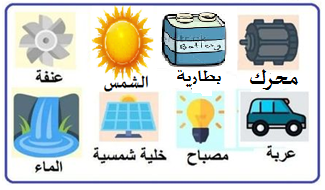 محرك بطارية الشمس عنفة
عربة مصباح خلية شمسية الماء